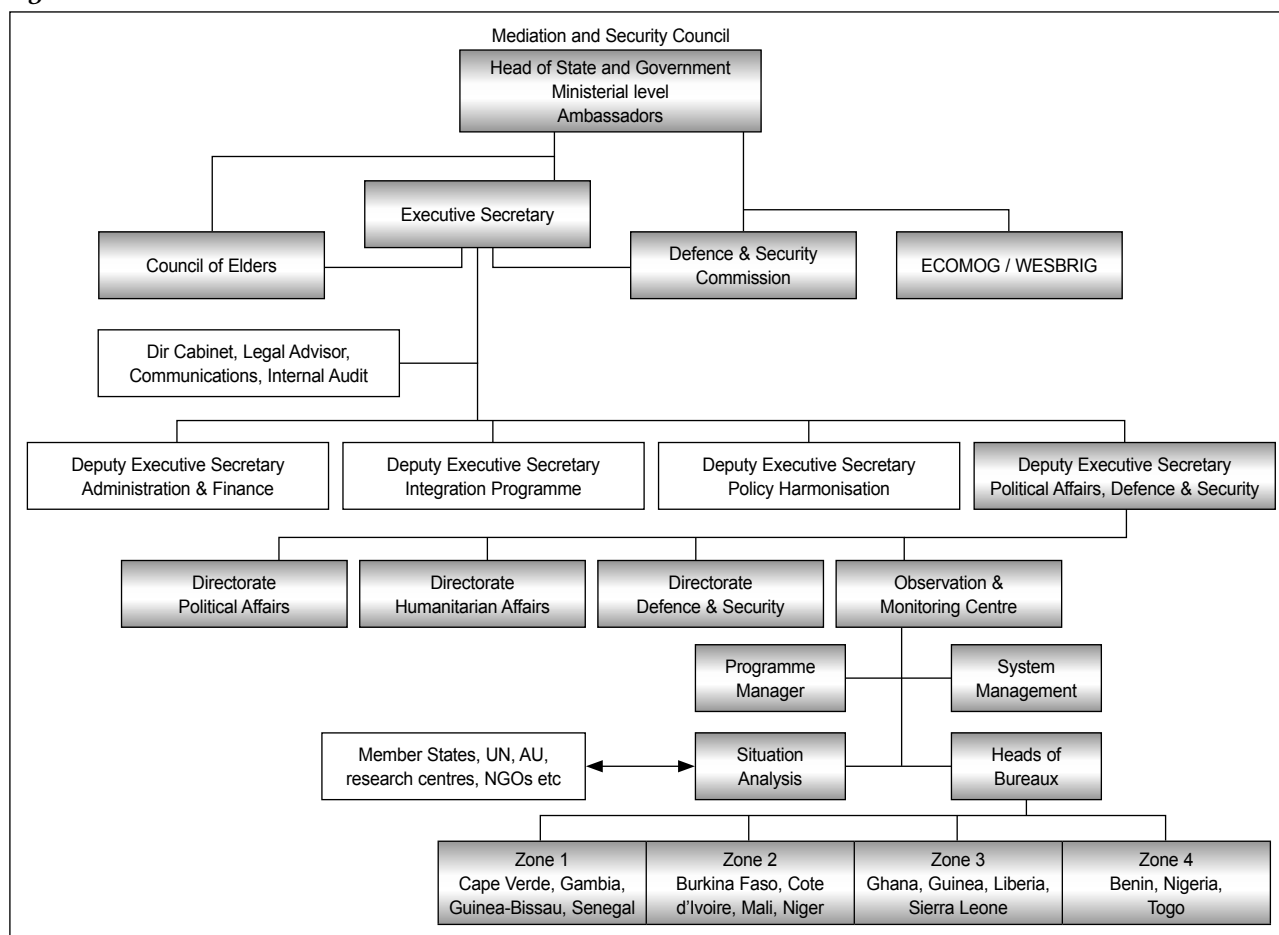 Mediation and Security Council
Head of State and Government
Ministerial level
Ambassadors
Executive Secretary
Council of Elders
Defence & Security
Commission
ECOMOG / WESBRIG
Dir Cabinet, Legal Advisor,
Communications, Internal Audit
Deputy Executive Secretary
Administration & Finance
Deputy Executive Secretary
Integration Programme
Deputy Executive Secretary
Policy Harmonisation
Deputy Executive Secretary
Political Affairs, Defence & Security
Directorate
Political Affairs
Directorate
Humanitarian Affairs
Directorate
Defence & Security
Observation &
Monitoring Centre
Programme
Manager
System
Management
Member States, UN, AU,
research centres, NGOs etc
Situation
Analysis
Heads of
Bureaux
Zone 1
Cape Verde, Gambia,
Guinea-Bissau, Senegal
Zone 2
Burkina Faso, Cote
d'Ivoire, Mali, Niger
Zone 3
Ghana, Guinea, Liberia,
Sierra Leone
Zone 4
Benin, Nigeria,
Togo